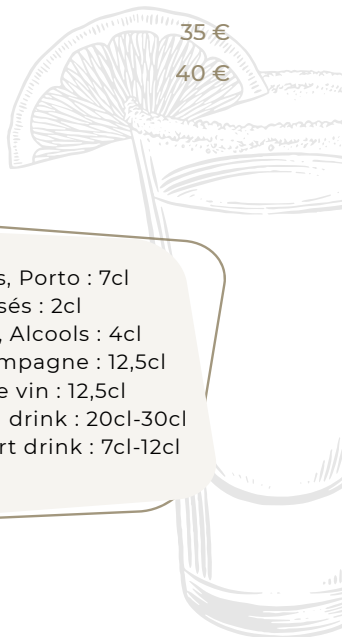 35 €
40 €
s, Porto : 7cl
sés : 2cl
, Alcools : 4cl
mpagne : 12,5cl
e vin : 12,5cl
drink : 20cl-30cl
rt drink : 7cl-12cl